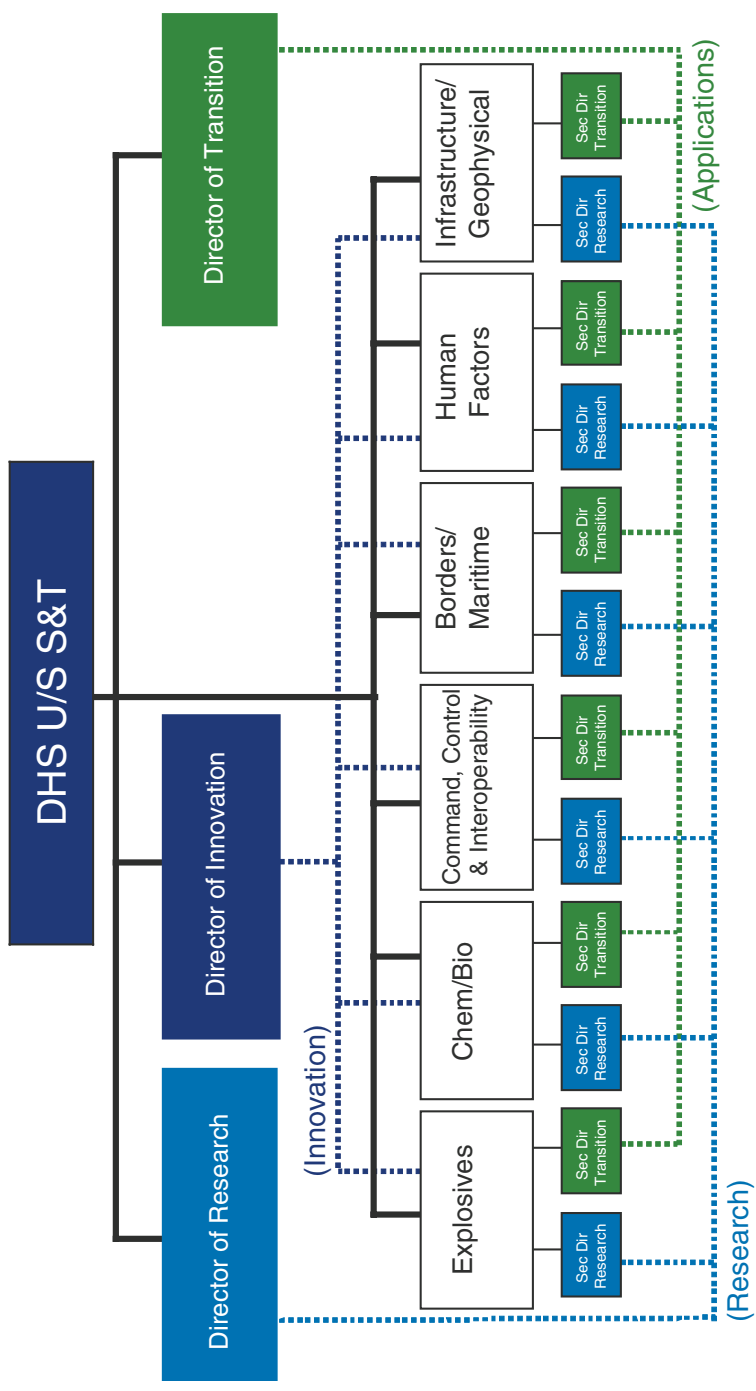 DHS U/S S&T
Director of Research
Director of Innovation
Director of Transition
(Innovation)
Explosives
Chem/Bio
Command, Control
& Interoperability
Borders/
Maritime
Human
Factors
Infrastructure/
Geophysical
Sec Dir
Research
Sec Dir
Transition
Sec Dir
Research
Sec Dir
Transition
Sec Dir
Research
Sec Dir
Transition
Sec Dir
Research
Sec Dir
Transition
Sec Dir
Research
Sec Dir
Transition
Sec Dir
Research
Sec Dir
Transition
(Applications)
(Research)